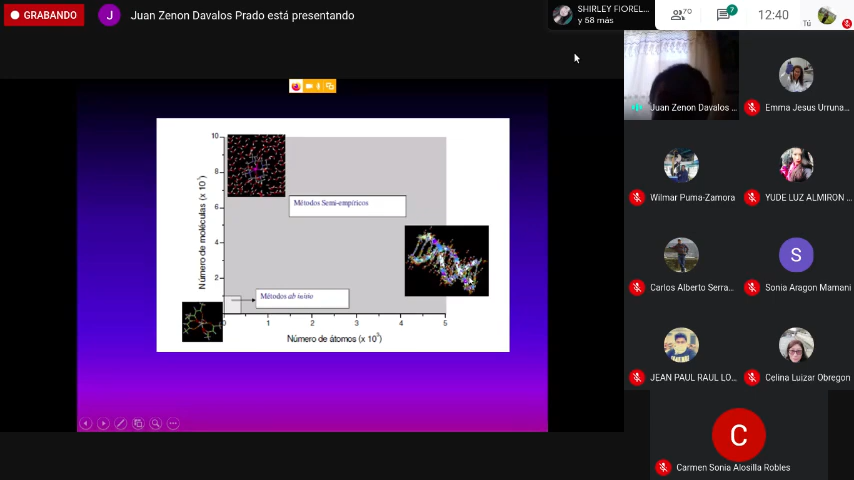 GRABANDO
J
Juan Zenon Davalos Prado está presentando
SHIRLEY FIOREL...
y 58 más
70
7
12:40
Tú
10
8
6
4
2
0
1
2
3
4
5
Número de moléculas (x 10
Métodos Semi-empíricos
Métodos ab initio
Número de átomos (x 10
Juan Zenon Davalos ...
Emma Jesus Urruna...
Wilmar Puma-Zamora
YUDE LUZ ALMIRON ...
Carlos Alberto Serra...
S
Sonia Aragon Mamani
JEAN PAUL RAUL LO...
Celina Luizar Obregon
C
Carmen Sonia Alosilla Robles